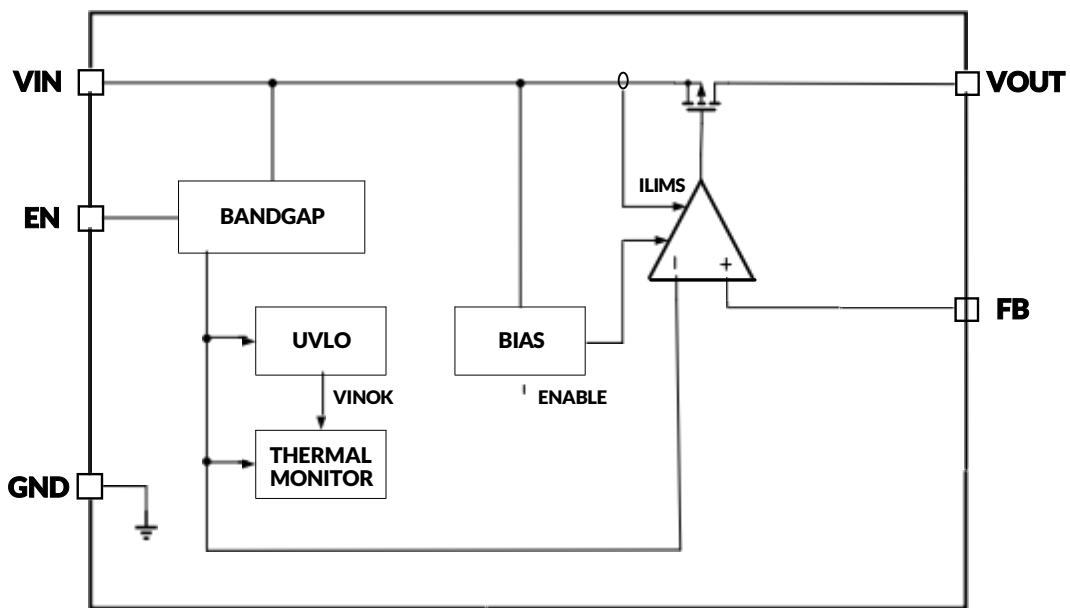 VIN
VOUT
ILIMS
EN
BANDGAP
− +
FB
UVLO
BIAS
VINOK
ENABLE
THERMAL
MONITOR
GND